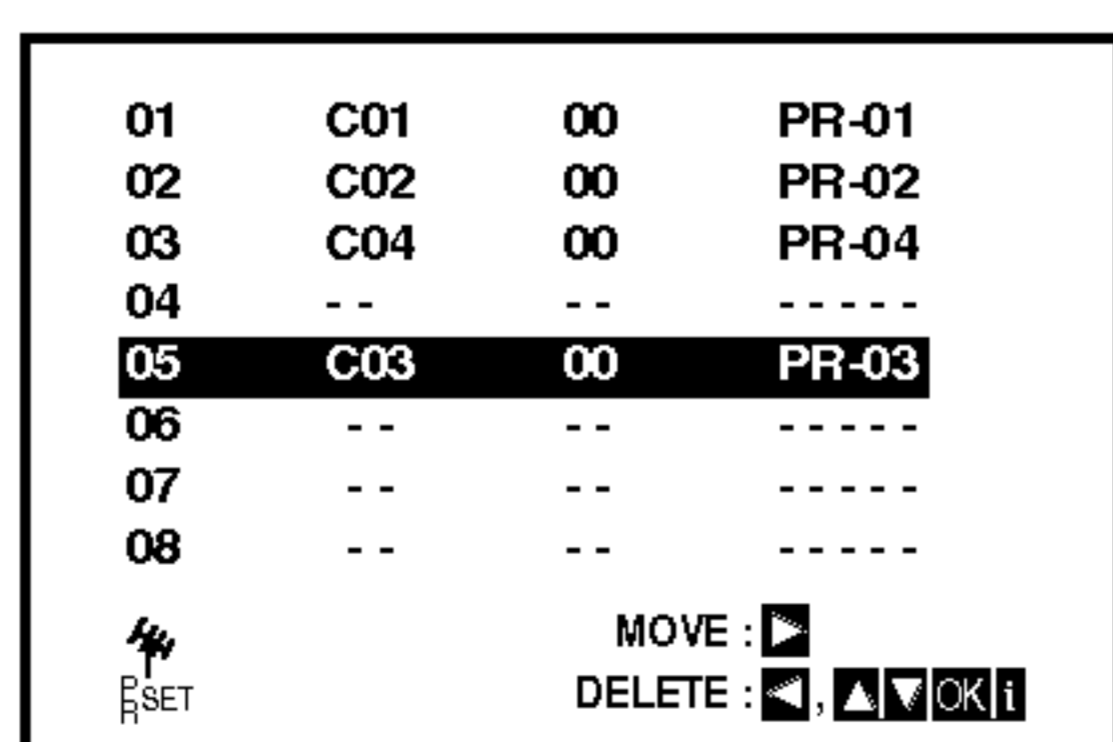 01 C01 00 PR-01
02 C02 00 PR-02
03 C04 00 PR-04
04 -- -- -----
05 C03 00 PR-03
06 -- -- -----
07 -- -- -----
08 -- -- -----
MOVE :
PR SET DELETE : , OK i